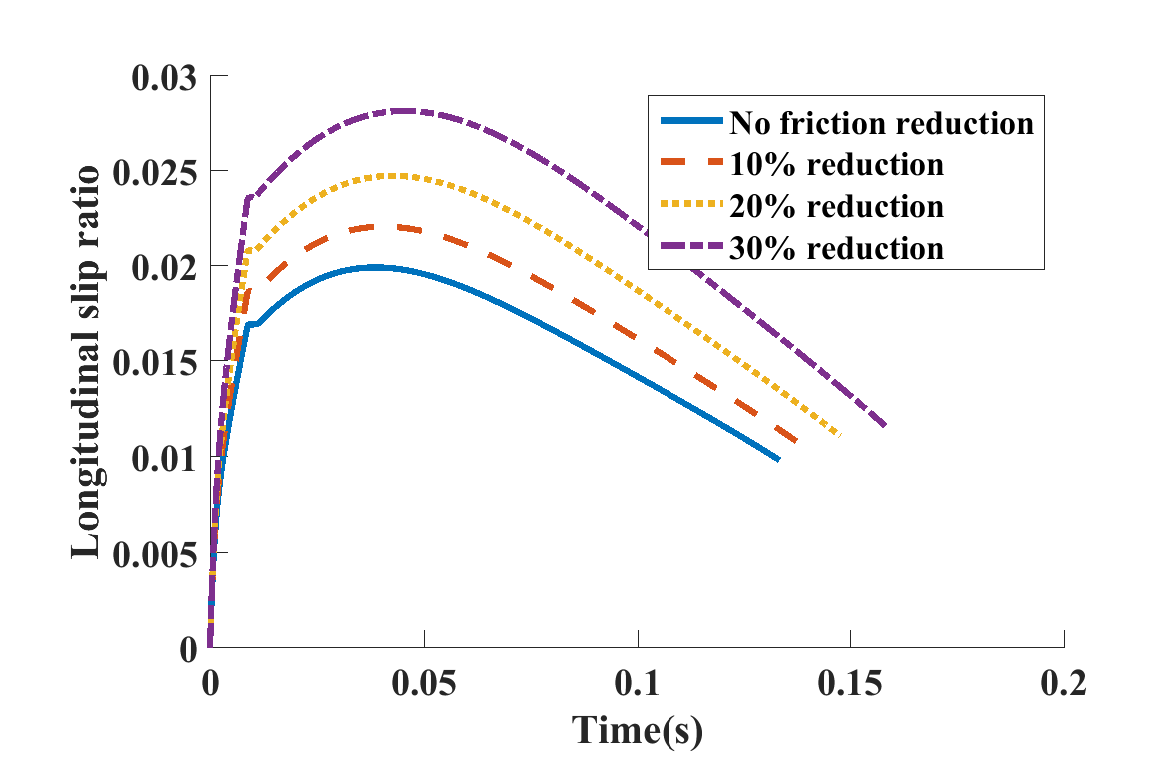 0.03
0.025
0.02
0.015
0.01
0.005
0
Longitudinal slip ratio
No friction reduction
10% reduction
20% reduction
30% reduction
0 0.05 0.1 0.15 0.2
Time(s)